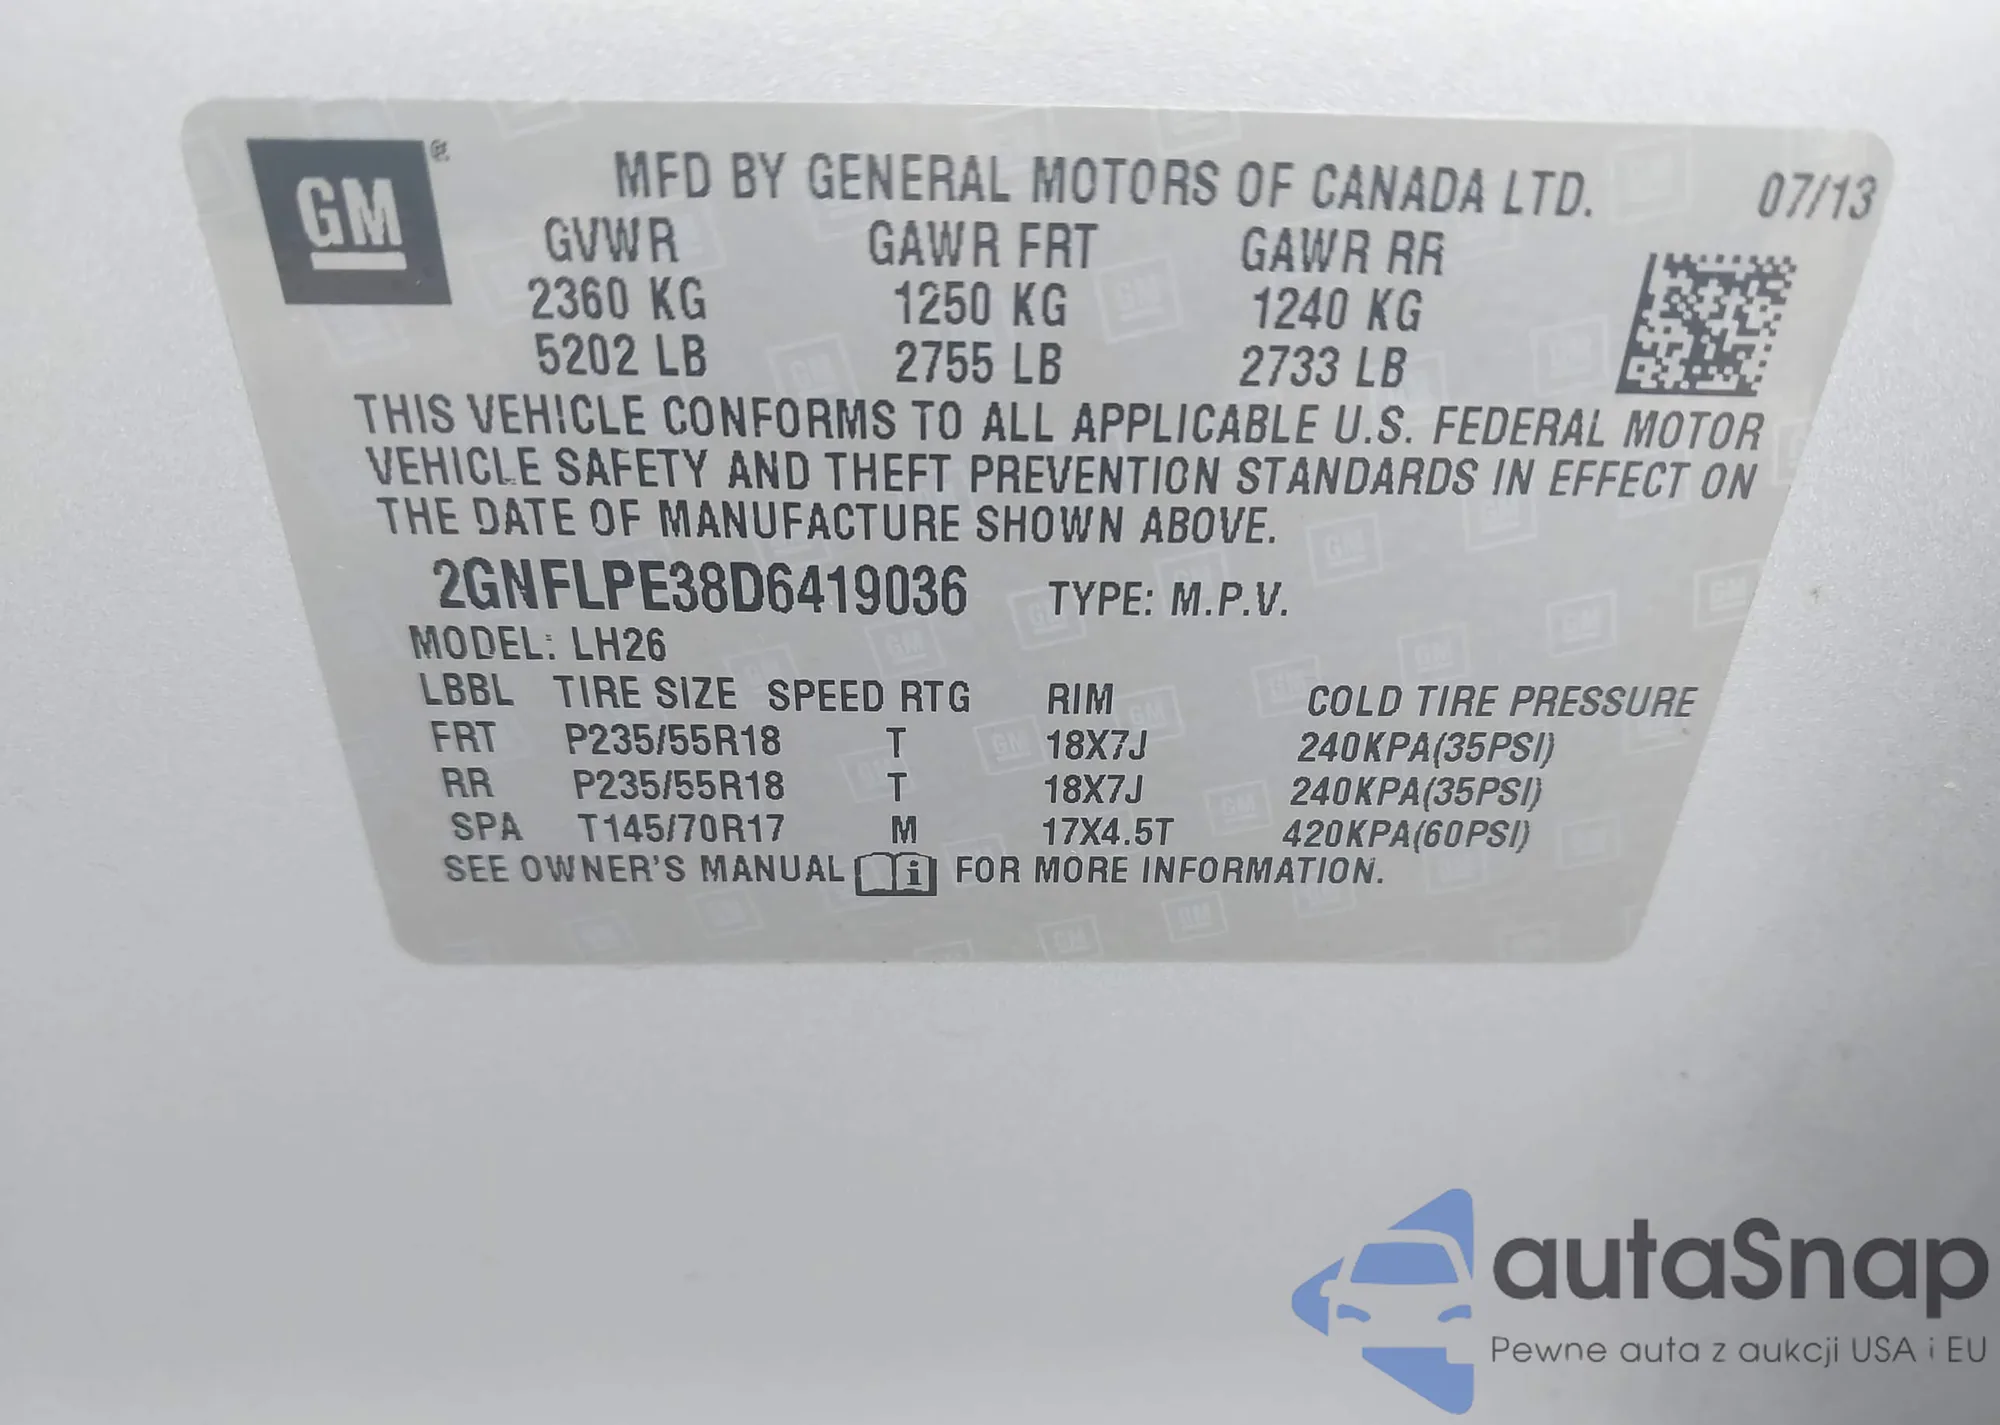 GM®
MFD BY GENERAL MOTORS OF CANADA LTD. 07/13
GVWR GAWR FRT GAWR RR
2360 KG 1250 KG 1240 KG
5202 LB 2755 LB 2733 LB
THIS VEHICLE CONFORMS TO ALL APPLICABLE U.S. FEDERAL MOTOR
VEHICLE SAFETY AND THEFT PREVENTION STANDARDS IN EFFECT ON
THE DATE OF MANUFACTURE SHOWN ABOVE.
2GNFLPE38D6419036 TYPE: M.P.V.
MODEL: LH26
LBBL TIRE SIZE SPEED RTG RIM COLD TIRE PRESSURE
FRT P235/55R18 T 18X7J 240KPA(35PSI)
RR P235/55R18 T 18X7J 240KPA(35PSI)
SPA T145/70R17 M 17X4.5T 420KPA(60PSI)
SEE OWNER'S MANUAL i FOR MORE INFORMATION.
autaSnap
Pewne auta z aukcji USA i EU